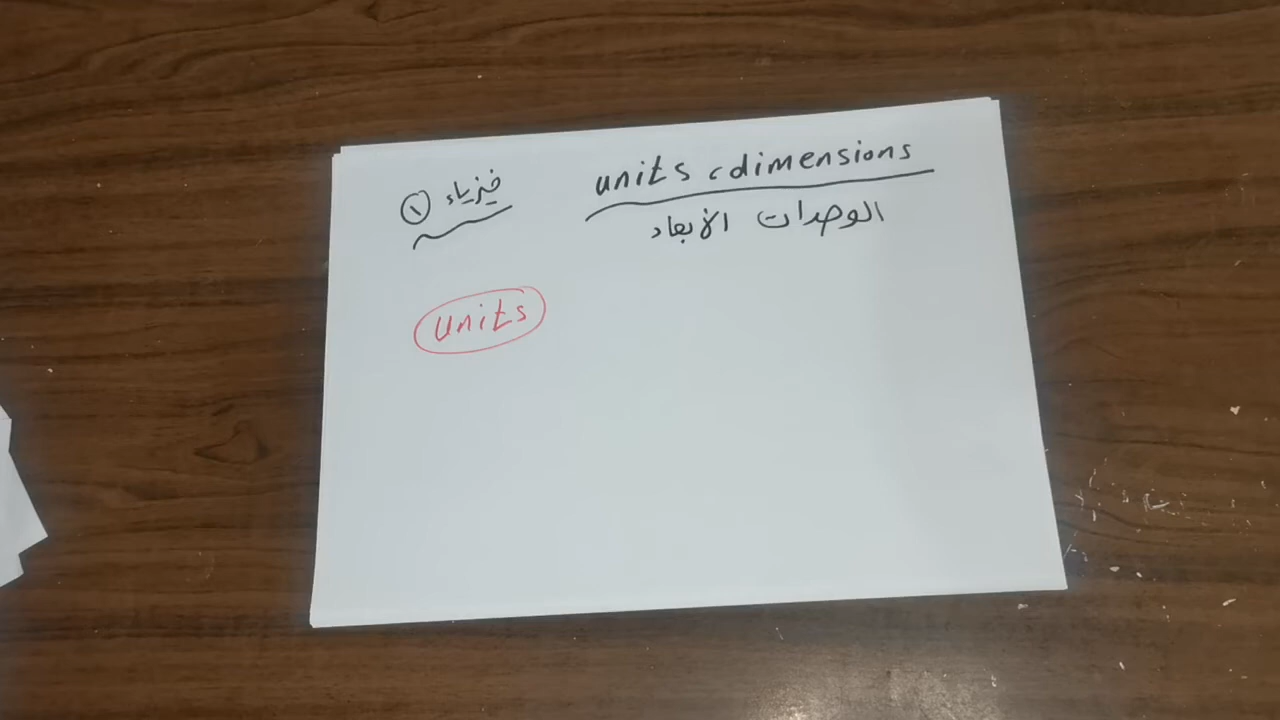 units ، dimensions
فيزياء ①
الوحدات الأبعاد
units